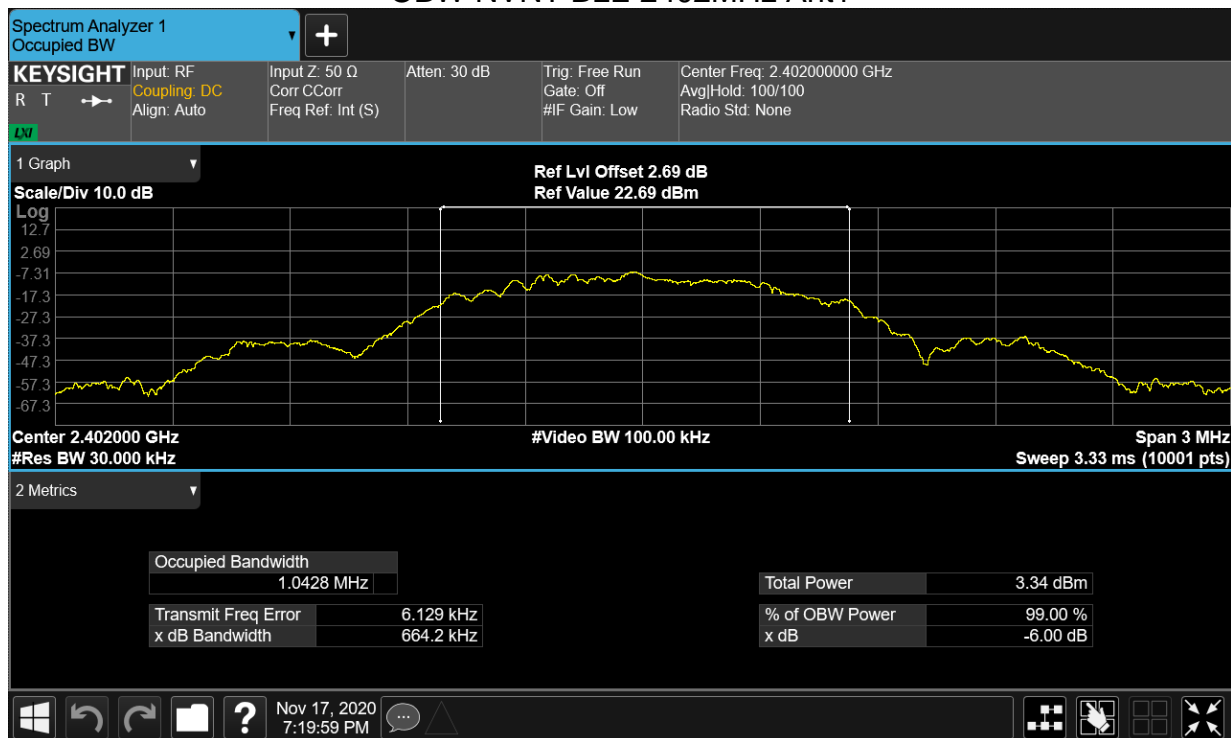 Spectrum Analyzer 1
Occupied BW
KEYSIGHT
R T
LXI
Input: RF
Coupling: DC
Align: Auto
Input Z: 50 Ω
Corr CCorr
Freq Ref: Int (S)
Atten: 30 dB
Trig: Free Run
Gate: Off
#IF Gain: Low
Center Freq: 2.402000000 GHz
Avg|Hold: 100/100
Radio Std: None
1 Graph
Scale/Div 10.0 dB
Ref Lvl Offset 2.69 dB
Ref Value 22.69 dBm
Log
12.7
2.69
-7.31
-17.3
-27.3
-37.3
-47.3
-57.3
-67.3
Center 2.402000 GHz
#Res BW 30.000 kHz
#Video BW 100.00 kHz
Span 3 MHz
Sweep 3.33 ms (10001 pts)
2 Metrics
Occupied Bandwidth
1.0428 MHz
Transmit Freq Error 6.129 kHz
x dB Bandwidth 664.2 kHz
Total Power 3.34 dBm
% of OBW Power 99.00 %
x dB -6.00 dB
Nov 17, 2020
7:19:59 PM